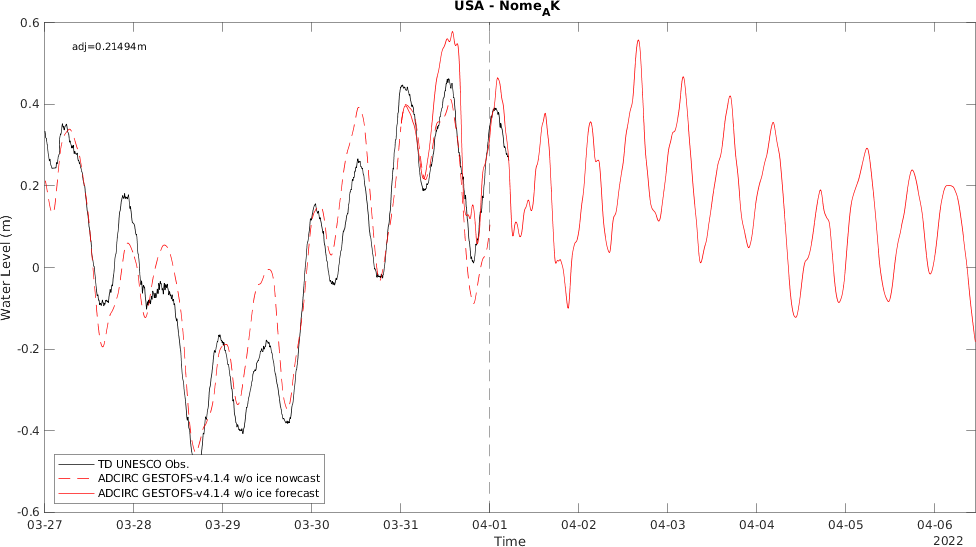 USA - Nome_AK
adj=0.21494m
Water Level (m)
0.6
0.4
0.2
0
-0.2
-0.4
-0.6
TD UNESCO Obs.
ADCIRC GESTOFS-v4.1.4 w/o ice nowcast
ADCIRC GESTOFS-v4.1.4 w/o ice forecast
03-27 03-28 03-29 03-30 03-31 04-01 04-02 04-03 04-04 04-05 04-06
Time
2022